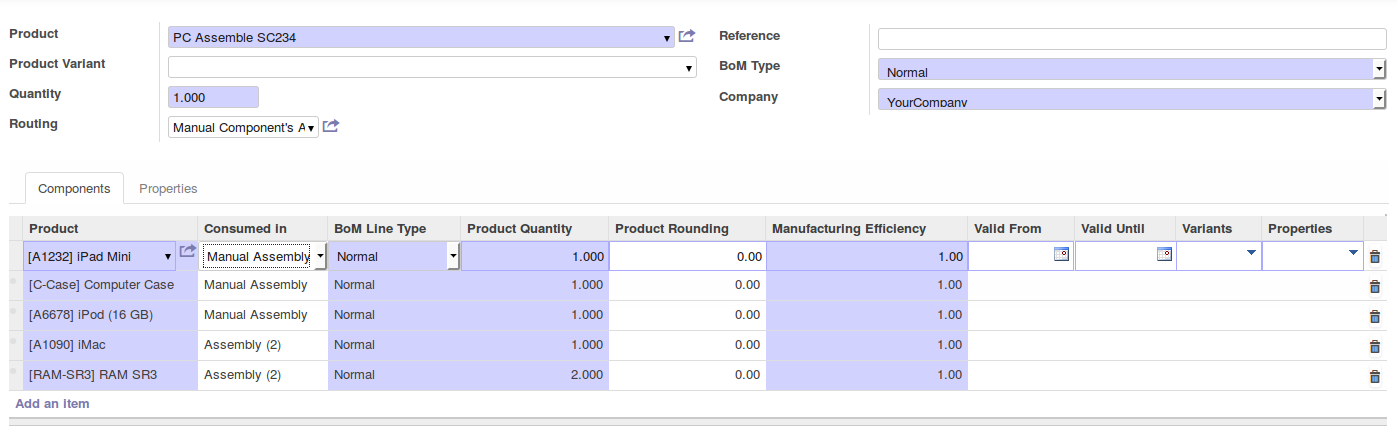 Product PC Assemble SC234 Reference
Product Variant BoM Type Normal
Quantity 1.000 Company YourCompany
Routing Manual Component's A
Components Properties
Product Consumed in BoM Line Type Product Quantity Product Rounding Manufacturing Efficiency Valid From Valid Until Variants Properties
[A1232] iPad Mini Manual Assembly Normal 1.000 0.00 1.00
[C-Case] Computer Case Manual Assembly Normal 1.000 0.00 1.00
[A6678] iPod (16 GB) Manual Assembly Normal 1.000 0.00 1.00
[A1090] iMac Assembly (2) Normal 1.000 0.00 1.00
[RAM-SR3] RAM SR3 Assembly (2) Normal 2.000 0.00 1.00
Add an item